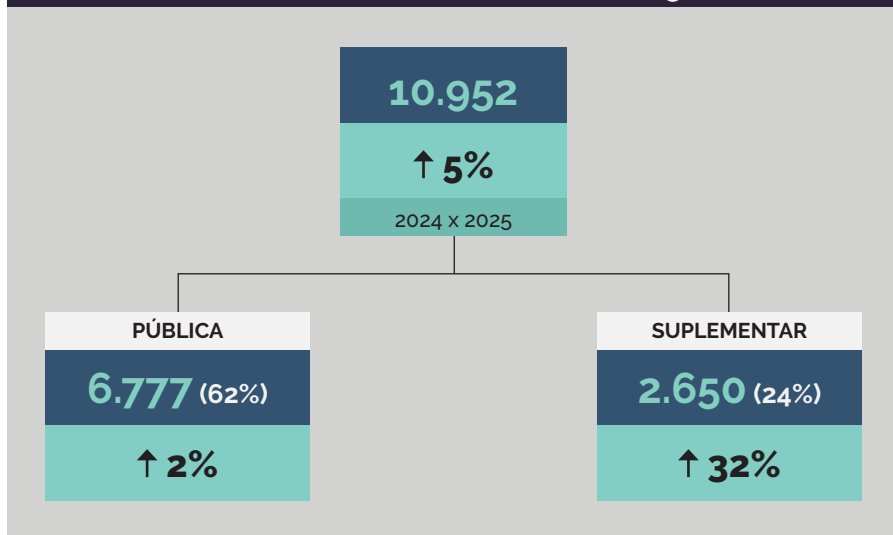 10.952
↑ 5%
2024 x 2025
PÚBLICA
6.777 (62%)
↑ 2%
SUPLEMENTAR
2.650 (24%)
↑ 32%